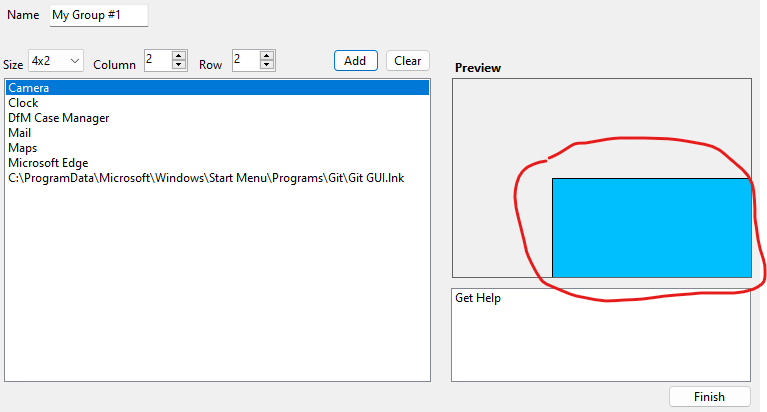 Name My Group #1
Size 4x2 Column 2 Row 2 Add Clear
Preview
Camera
Clock
DfM Case Manager
Mail
Maps
Microsoft Edge
C:\ProgramData\Microsoft\Windows\Start Menu\Programs\Git\Git GUI.lnk
Get Help
Finish